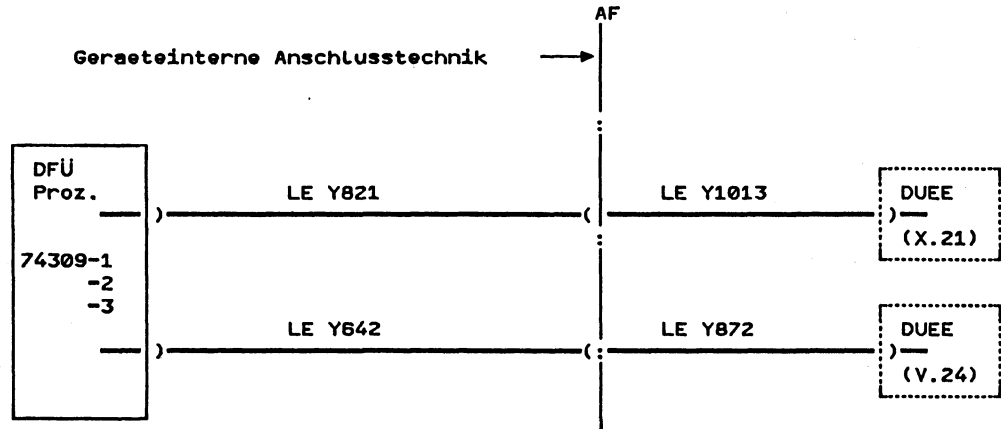 AF
Geraeteinterne Anschlusstechnik
DFÜ
Proz.
LE Y821
LE Y1013
DUEE
(X.21)
74309-1
-2
-3
LE Y642
LE Y872
DUEE
(V.24)